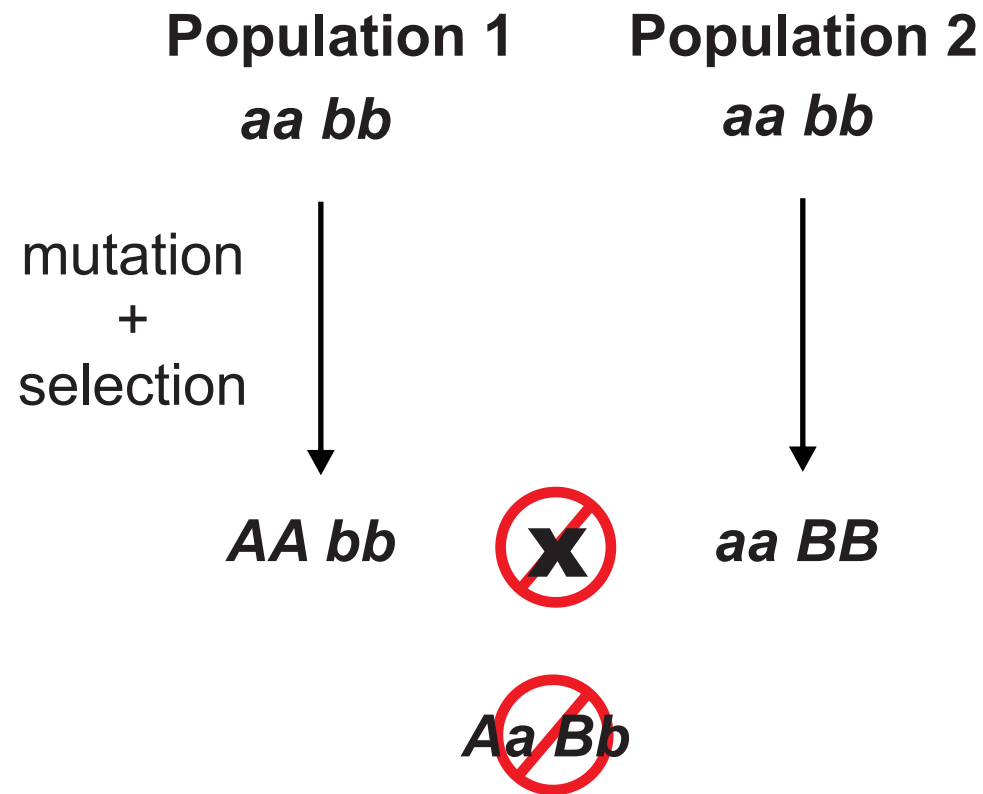 Population 1 Population 2
aa bb aa bb
mutation
+
selection
AA bb x aa BB
Aa Bb